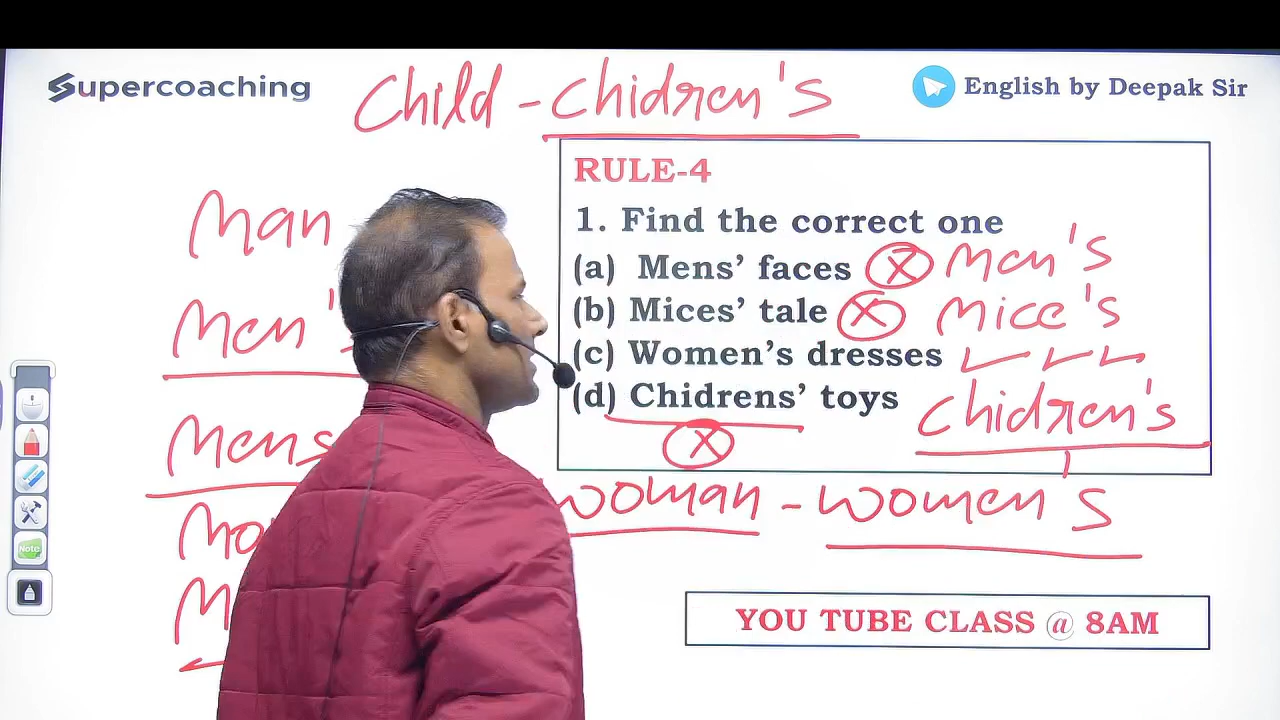 Supercoaching
Child - Chidren's
English by Deepak Sir
RULE-4
1. Find the correct one
(a) Mens’ faces X Men's
(b) Mices’ tale X Mice's
(c) Women’s dresses
(d) Chidrens’ toys Chidren's
X
Man
Men's
Mens
woman - women's
YOU TUBE CLASS @ 8AM
Note